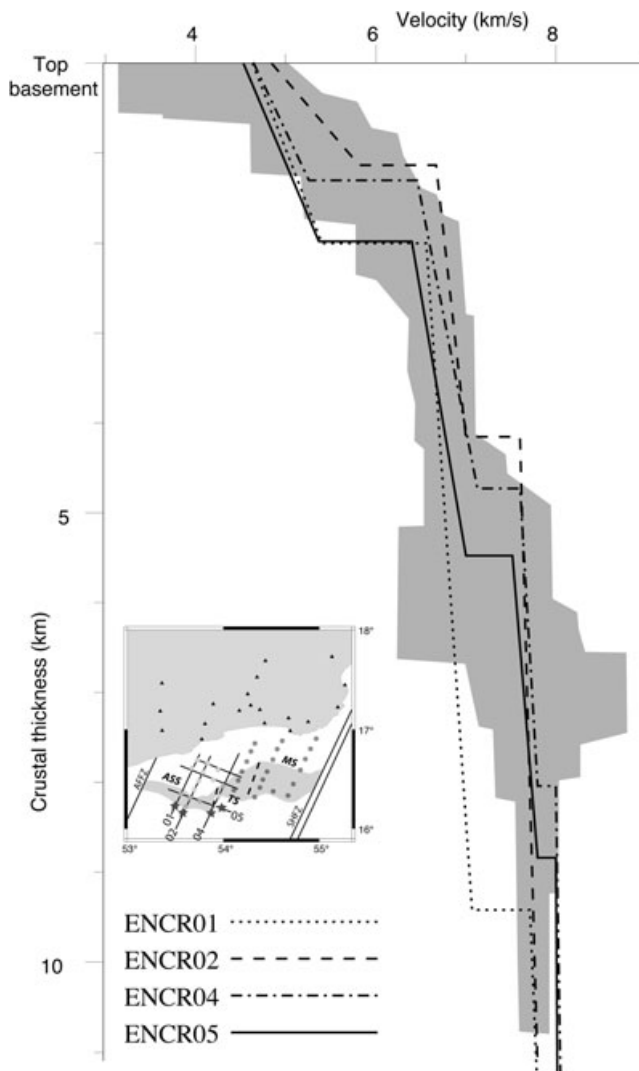 Velocity (km/s)
4 6 8
Top
basement
5
10
Crustal thickness (km)
18°
17°
16°
53° 54° 55°
AFFZ
ASS
TS
MS
SHFZ
01
02
04
05
ENCR01
ENCR02
ENCR04
ENCR05